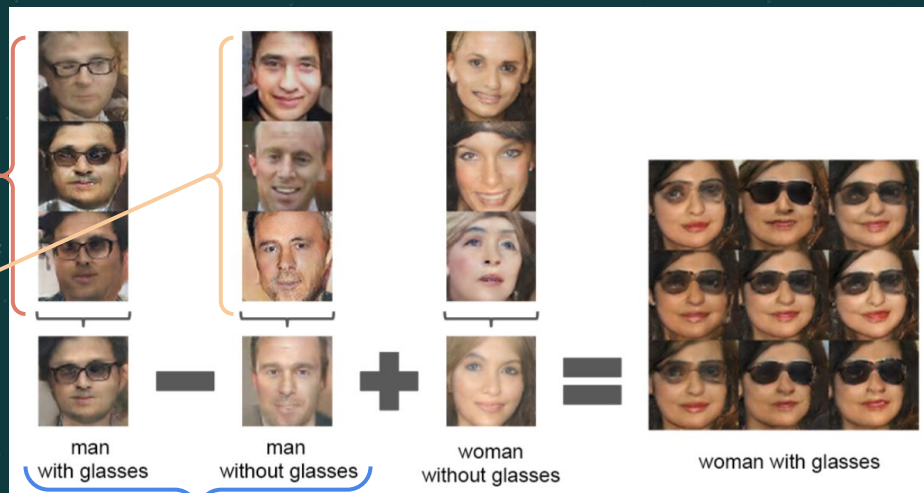 man
with glasses
man
without glasses
woman
without glasses
woman with glasses